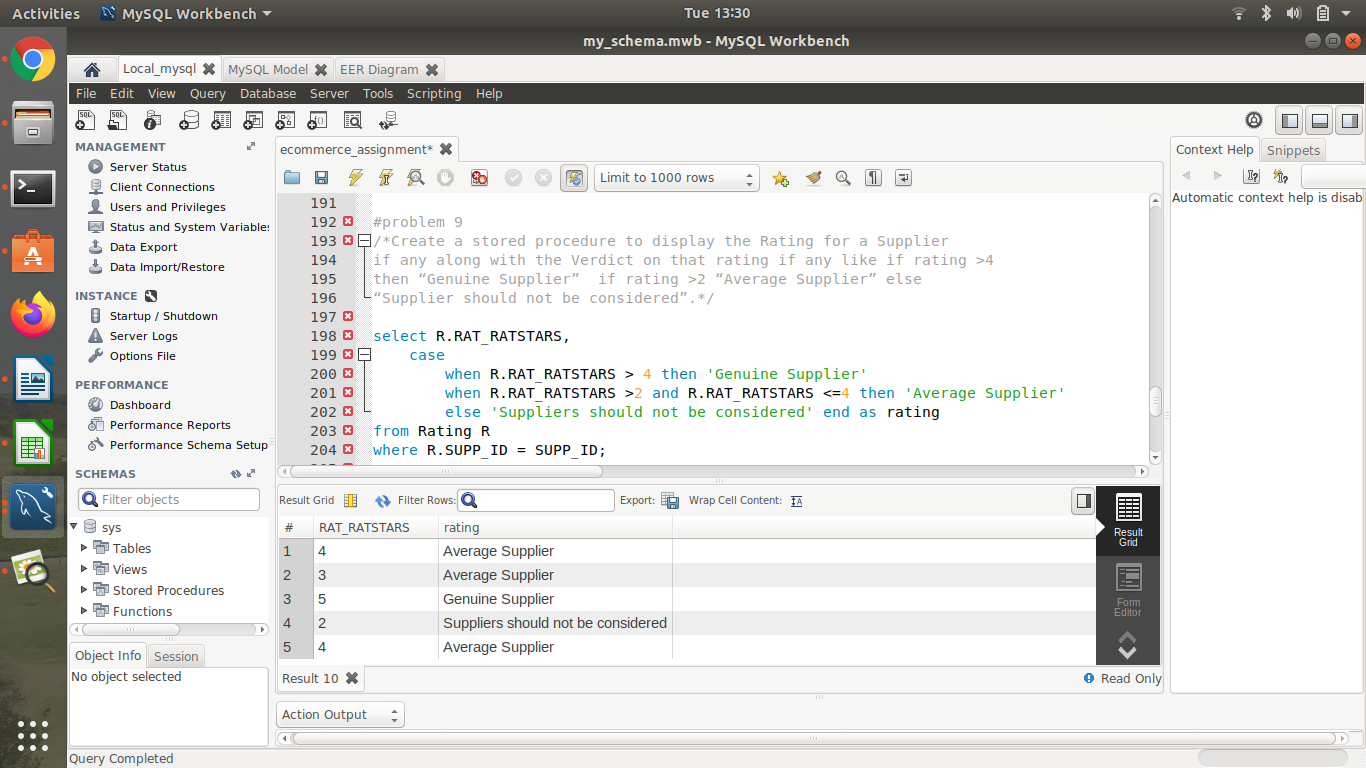 Activities MySQL Workbench Tue 13:30
my_schema.mwb - MySQL Workbench
Local_mysql MySQL Model EER Diagram
File Edit View Query Database Server Tools Scripting Help
MANAGEMENT
Server Status
Client Connections
Users and Privileges
Status and System Variables
Data Export
Data Import/Restore
INSTANCE
Startup / Shutdown
Server Logs
Options File
PERFORMANCE
Dashboard
Performance Reports
Performance Schema Setup
SCHEMAS
Filter objects
sys
Tables
Views
Stored Procedures
Functions
Object Info Session
No object selected
ecommerce_assignment*
Limit to 1000 rows
191
192 #problem 9
193 /*Create a stored procedure to display the Rating for a Supplier
194 if any along with the Verdict on that rating if any like if rating >4
195 then “Genuine Supplier”  if rating >2 “Average Supplier” else
196 “Supplier should not be considered”.*/
197
198 select R.RAT_RATSTARS,
199 case
200 when R.RAT_RATSTARS > 4 then 'Genuine Supplier'
201 when R.RAT_RATSTARS >2 and R.RAT_RATSTARS <=4 then 'Average Supplier'
202 else 'Suppliers should not be considered' end as rating
203 from Rating R
204 where R.SUPP_ID = SUPP_ID;
Result Grid Filter Rows: Export: Wrap Cell Content:
# RAT_RATSTARS rating
1 4 Average Supplier
2 3 Average Supplier
3 5 Genuine Supplier
4 2 Suppliers should not be considered
5 4 Average Supplier
Result Grid
Form Editor
Result 10 Read Only
Action Output
Context Help Snippets
Automatic context help is disab
Query Completed